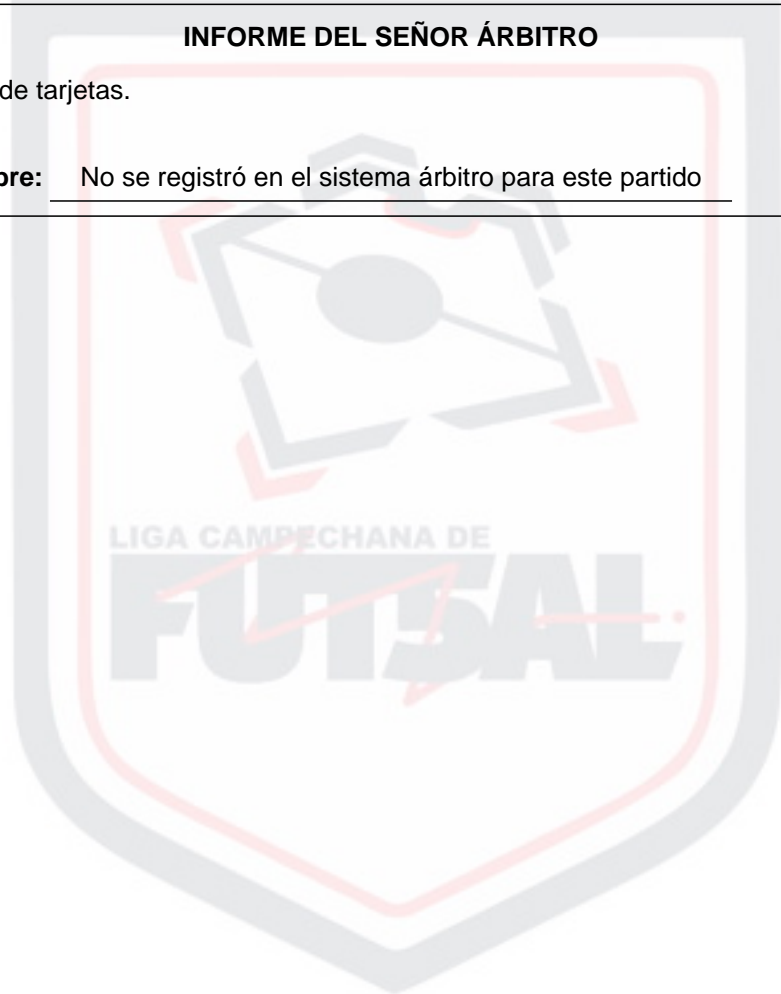 INFORME DEL SEÑOR ÁRBITRO
de tarjetas.
bre: No se registró en el sistema árbitro para este partido
LIGA CAMPECHANA DE
FUTSAL